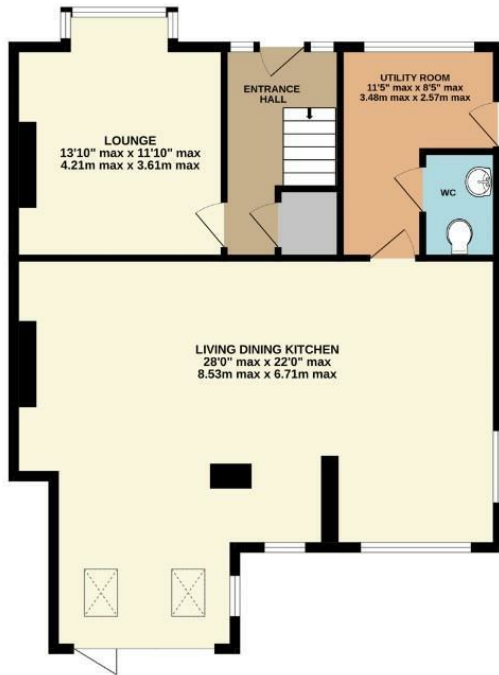 ENTRANCE
HALL
UTILITY ROOM
11'5" max x 8'5" max
3.48m max x 2.57m max
LOUNGE
13'10" max x 11'10" max
4.21m max x 3.61m max
WC
LIVING DINING KITCHEN
28'0" max x 22'0" max
8.53m max x 6.71m max